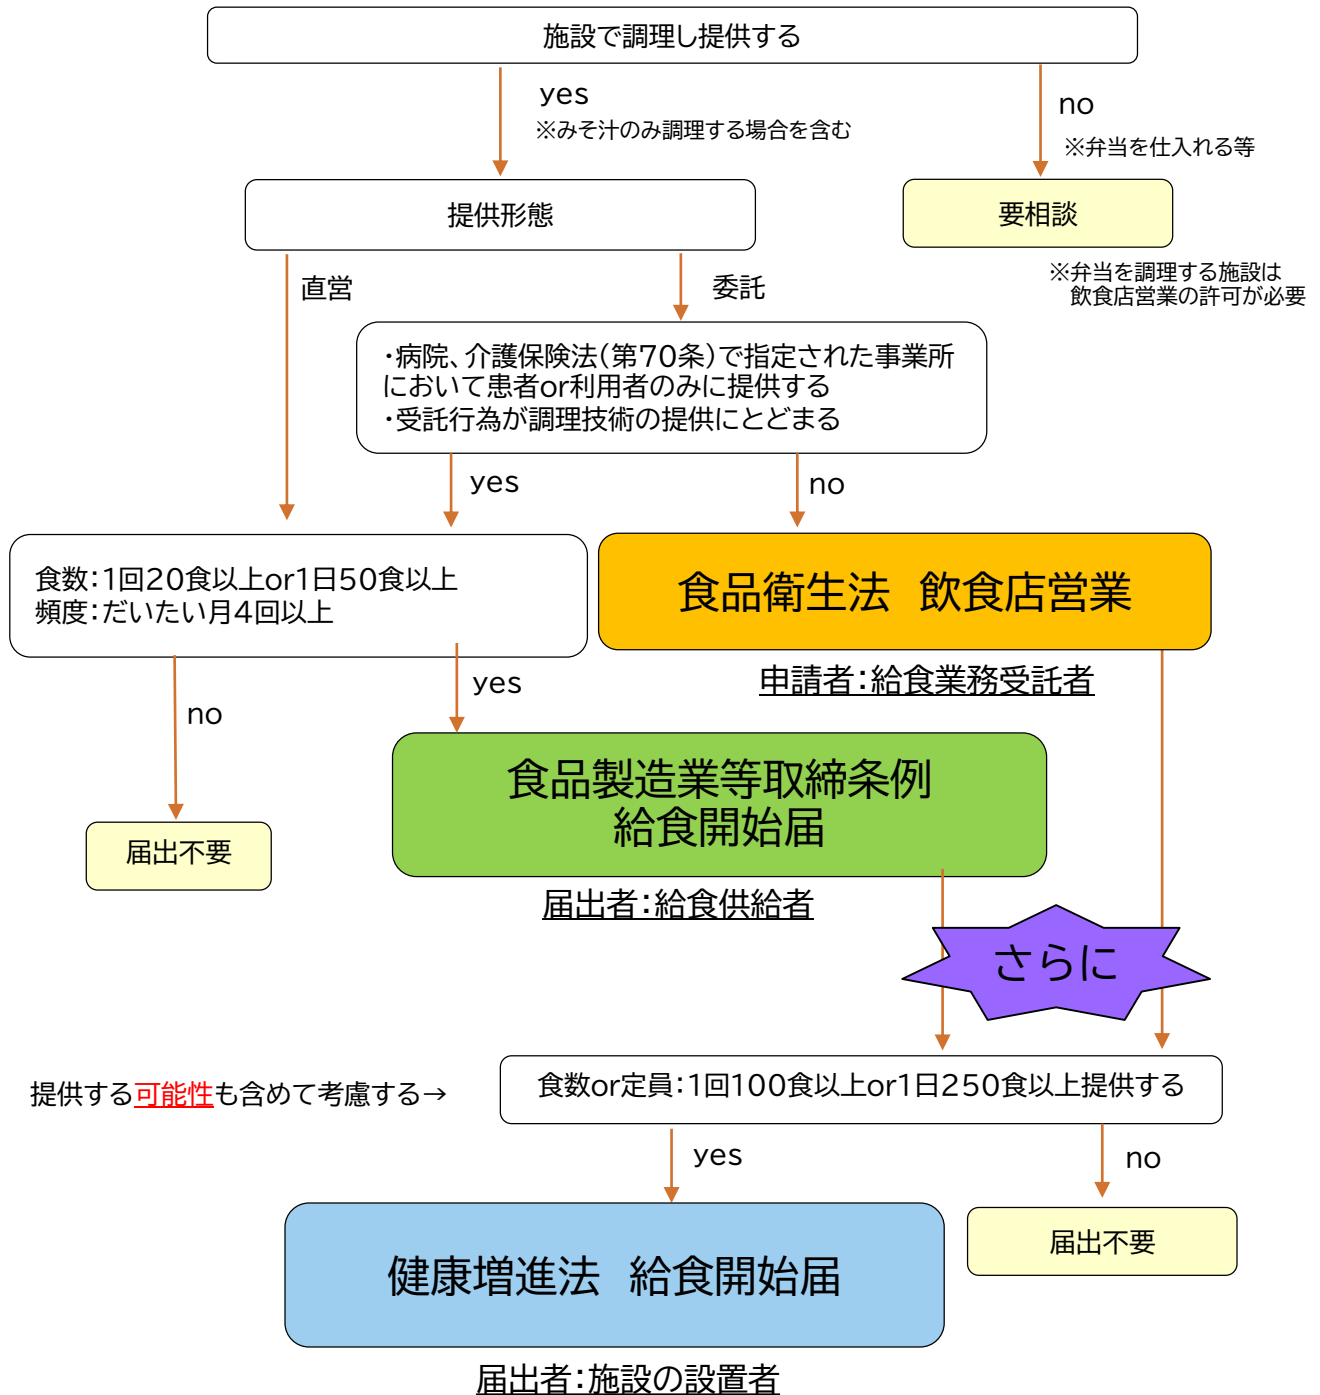 施設で調理し提供する
yes
※みそ汁のみ調理する場合を含む
no
※弁当を仕入れる等
提供形態
要相談
※弁当を調理する施設は
飲食店営業の許可が必要
直営
委託
・病院、介護保険法(第70条)で指定された事業所
において患者or利用者のみに提供する
・受託行為が調理技術の提供にとどまる
yes
no
食数:1回20食以上or1日50食以上
頻度:だいたい月4回以上
食品衛生法 飲食店営業
申請者:給食業務受託者
yes
no
食品製造業等取締条例
給食開始届
届出不要
届出者:給食供給者
さらに
提供する可能性も含めて考慮する→
食数or定員:1回100食以上or1日250食以上提供する
yes
no
健康増進法 給食開始届
届出不要
届出者:施設の設置者